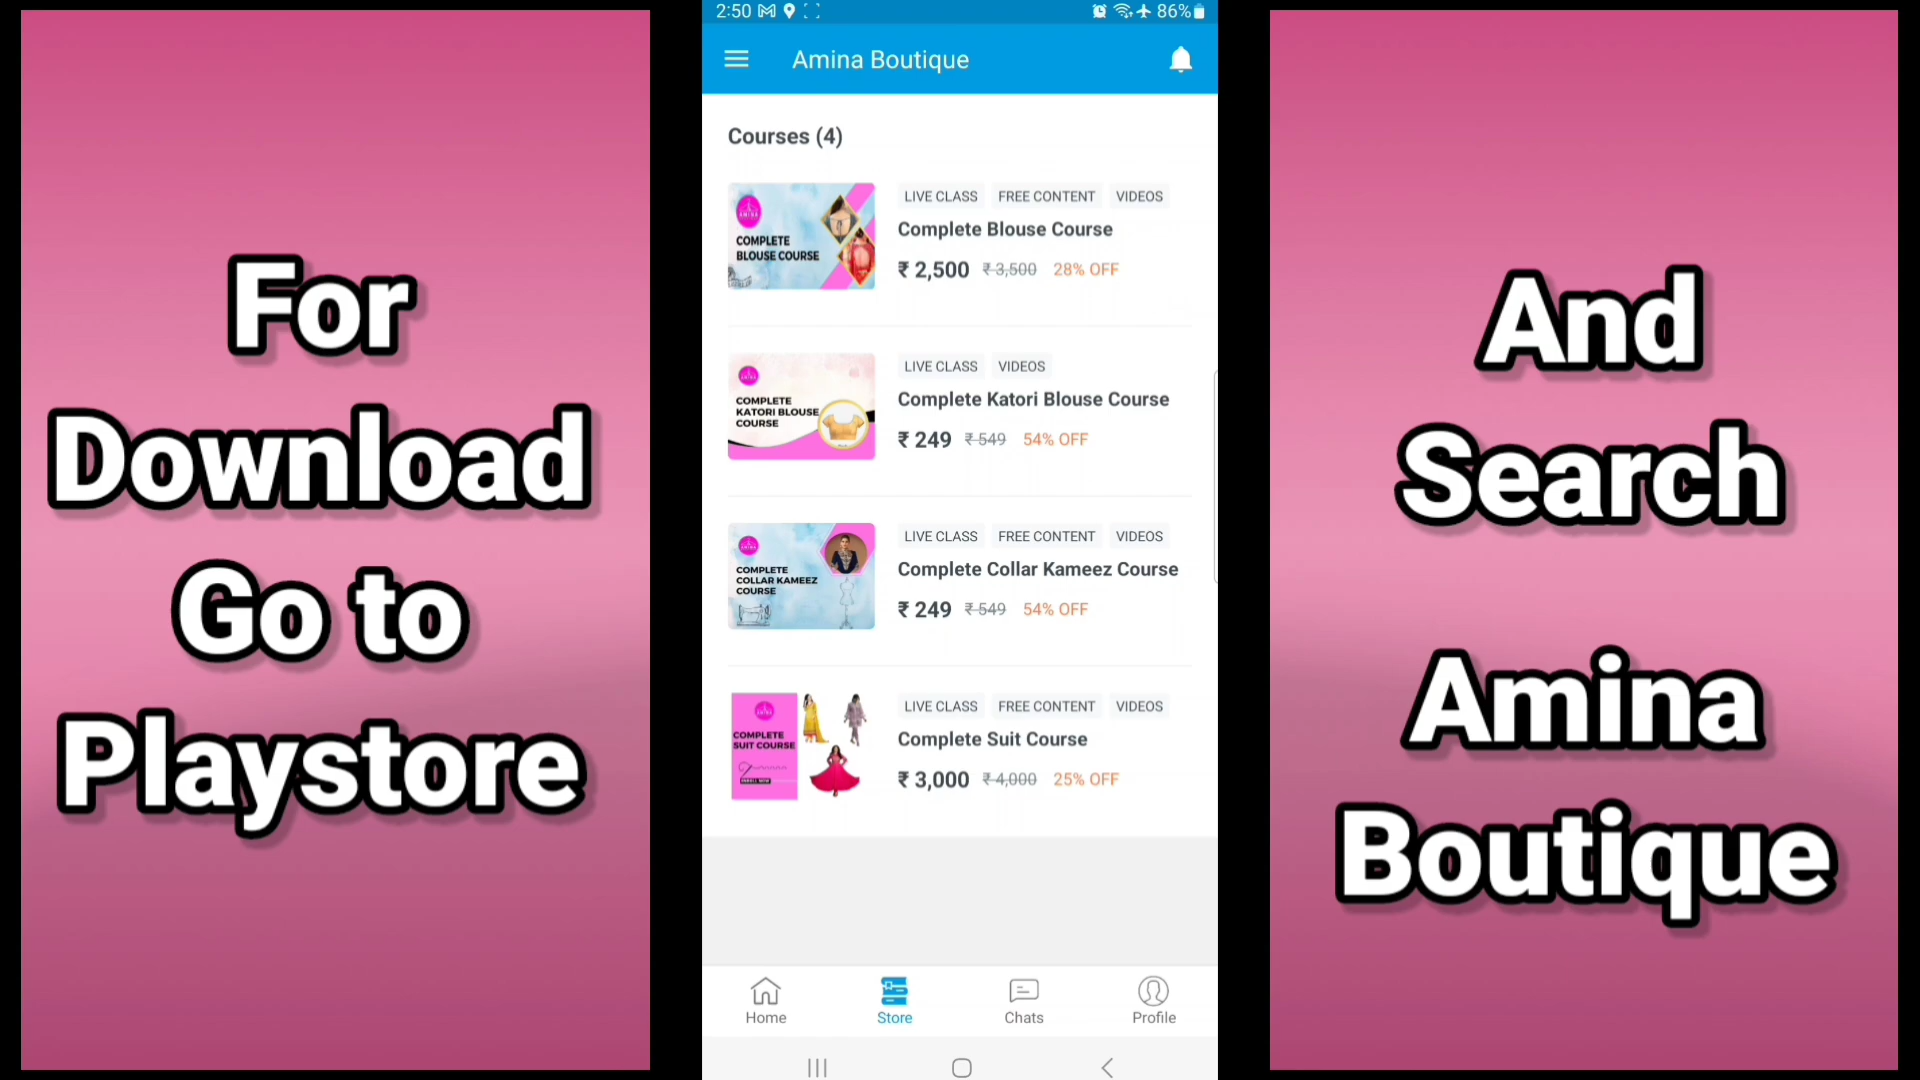 For
Download
Go to
Playstore
2:50
86%
Amina Boutique
Courses (4)
AMINA
COMPLETE
BLOUSE COURSE
LIVE CLASS FREE CONTENT VIDEOS
Complete Blouse Course
₹ 2,500 ₹ 3,500 28% OFF
AMINA
COMPLETE
KATORI BLOUSE
COURSE
LIVE CLASS VIDEOS
Complete Katori Blouse Course
₹ 249 ₹ 549 54% OFF
AMINA
COMPLETE
COLLAR KAMEEZ
COURSE
LIVE CLASS FREE CONTENT VIDEOS
Complete Collar Kameez Course
₹ 249 ₹ 549 54% OFF
AMINA
COMPLETE
SUIT COURSE
LIVE CLASS FREE CONTENT VIDEOS
Complete Suit Course
₹ 3,000 ₹ 4,000 25% OFF
Home Store Chats Profile
And
Search
Amina
Boutique